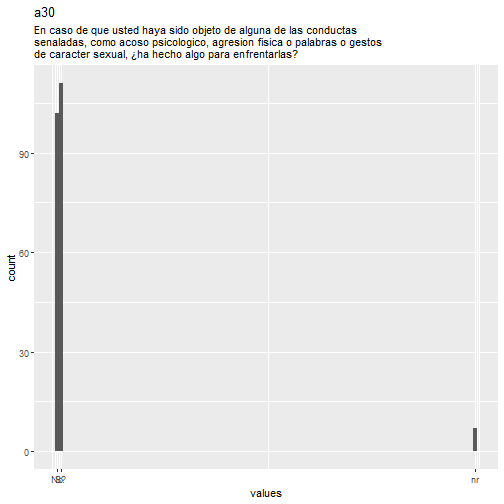 a30
En caso de que usted haya sido objeto de alguna de las conductas
senaladas, como acoso psicologico, agresion fisica o palabras o gestos
de caracter sexual, ¿ha hecho algo para enfrentarlas?
90
60
30
0
count
nr
values